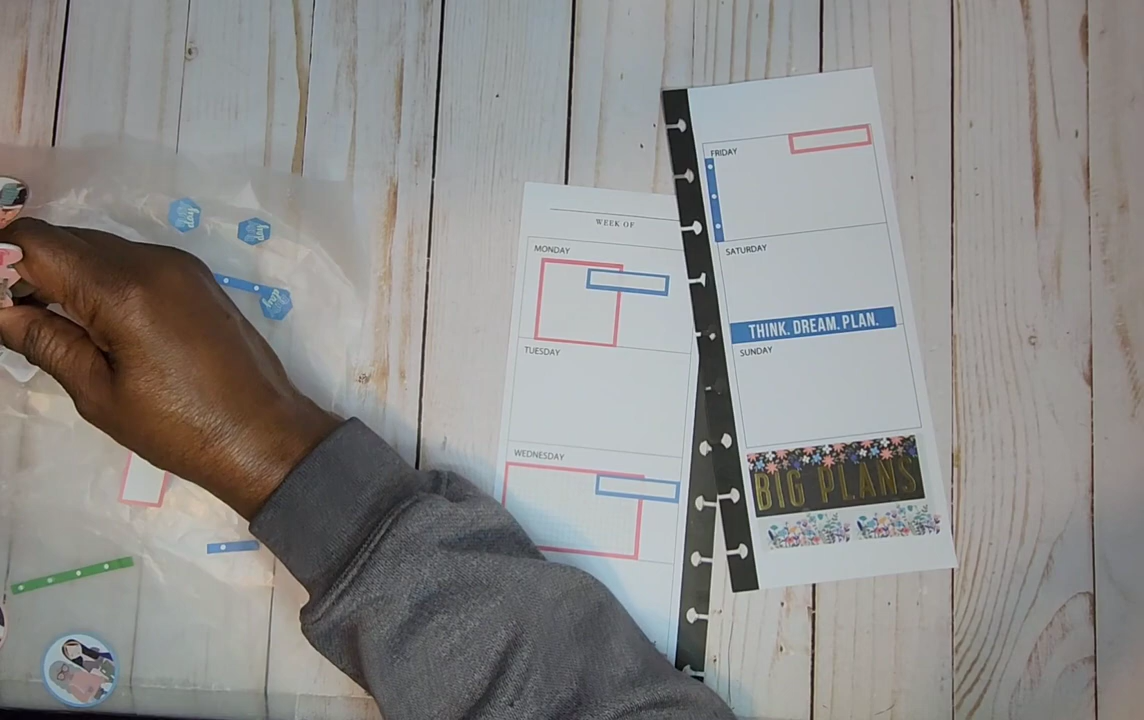 WEEK OF
MONDAY
TUESDAY
WEDNESDAY
FRIDAY
SATURDAY
THINK. DREAM. PLAN.
SUNDAY
BIG PLANS